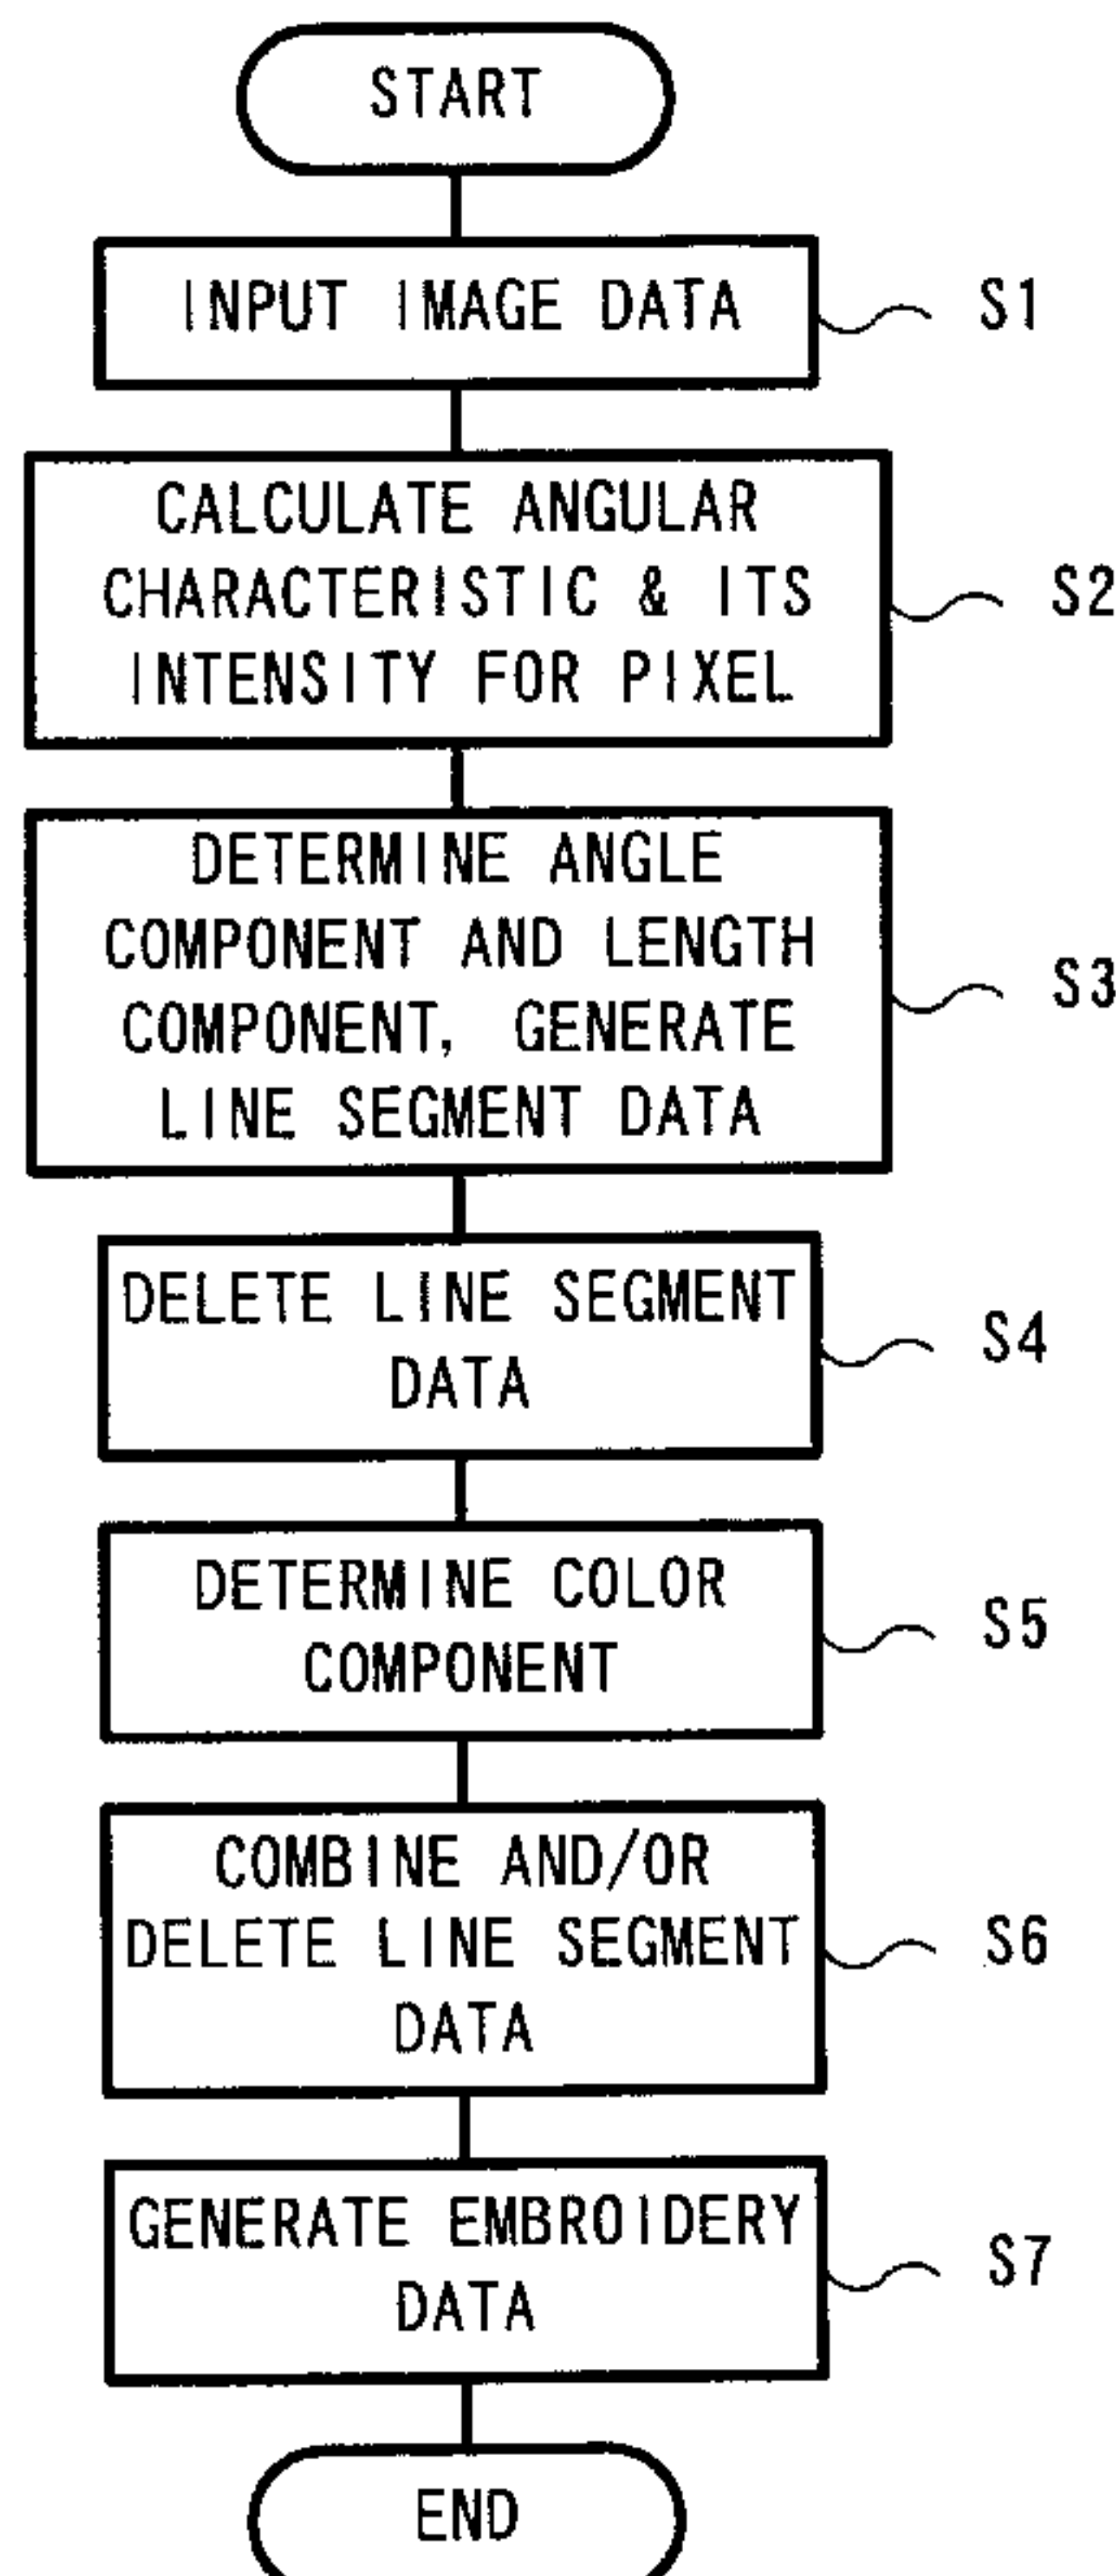 START
INPUT IMAGE DATA
S1
CALCULATE ANGULAR
CHARACTERISTIC & ITS
INTENSITY FOR PIXEL
S2
DETERMINE ANGLE
COMPONENT AND LENGTH
COMPONENT, GENERATE
LINE SEGMENT DATA
S3
DELETE LINE SEGMENT
DATA
S4
DETERMINE COLOR
COMPONENT
S5
COMBINE AND/OR
DELETE LINE SEGMENT
DATA
S6
GENERATE EMBROIDERY
DATA
S7
END